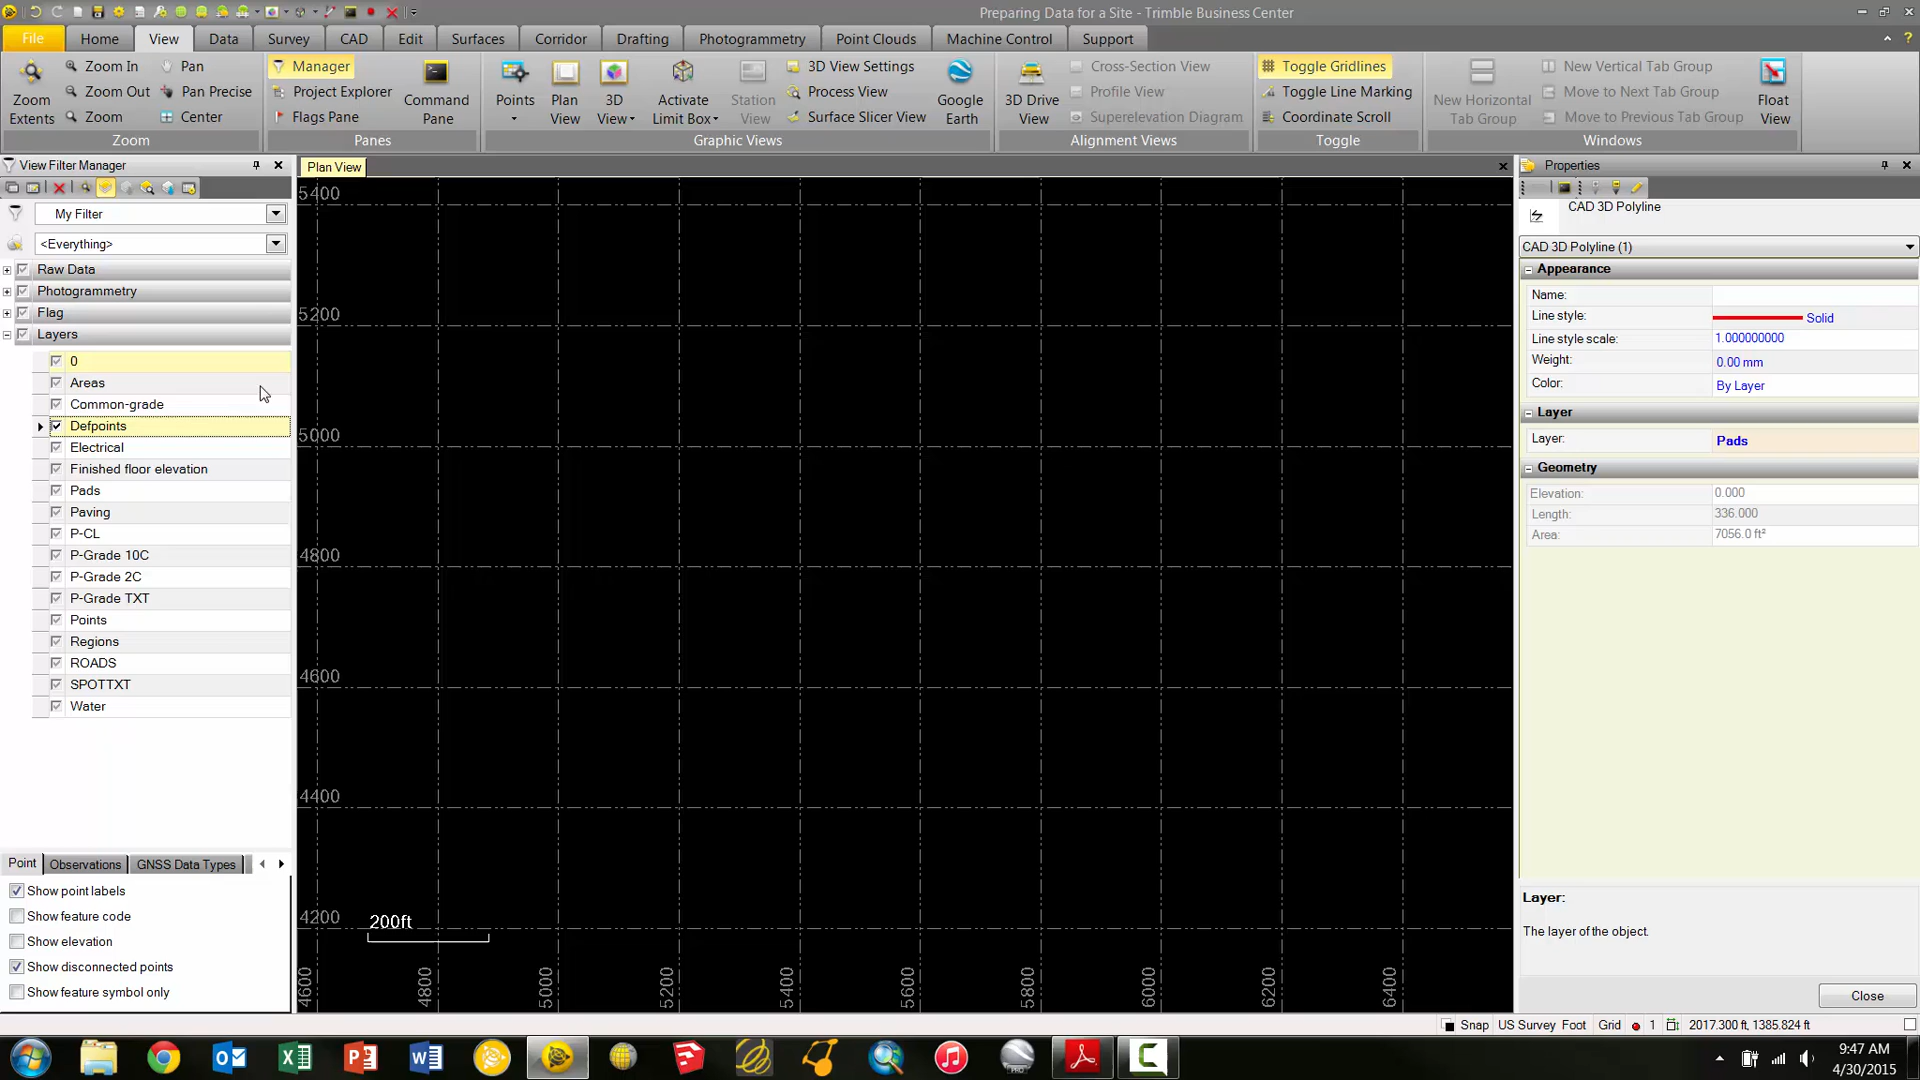 Preparing Data for a Site - Trimble Business Center
File Home View Data Survey CAD Edit Surfaces Corridor Drafting Photogrammetry Point Clouds Machine Control Support
Zoom Extents
Zoom In
Zoom Out
Zoom
Pan
Pan Precise
Center
Zoom
Manager
Project Explorer
Flags Pane
Command Pane
Panes
Points
Plan View
3D View
Activate Limit Box
Station View
3D View Settings
Process View
Surface Slicer View
Google Earth
Graphic Views
3D Drive View
Cross-Section View
Profile View
Superelevation Diagram
Alignment Views
Toggle Gridlines
Toggle Line Marking
Coordinate Scroll
Toggle
New Horizontal Tab Group
New Vertical Tab Group
Move to Next Tab Group
Move to Previous Tab Group
Float View
Windows
View Filter Manager
My Filter
<Everything>
Raw Data
Photogrammetry
Flag
Layers
0
Areas
Common-grade
Defpoints
Electrical
Finished floor elevation
Pads
Paving
P-CL
P-Grade 10C
P-Grade 2C
P-Grade TXT
Points
Regions
ROADS
SPOTTXT
Water
Point Observations GNSS Data Types
Show point labels
Show feature code
Show elevation
Show disconnected points
Show feature symbol only
Plan View
5400
5200
5000
4800
4600
4400
4200
200ft
4600 4800 5000 5200 5400 5600 5800 6000 6200 6400
Properties
CAD 3D Polyline
CAD 3D Polyline (1)
Appearance
Name:
Line style: Solid
Line style scale: 1.000000000
Weight: 0.00 mm
Color: By Layer
Layer
Layer: Pads
Geometry
Elevation: 0.000
Length: 336.000
Area: 7056.0 ft²
Layer:
The layer of the object.
Close
Snap US Survey Foot Grid 1 2017.300 ft, 1385.824 ft
PRO
9:47 AM
4/30/2015